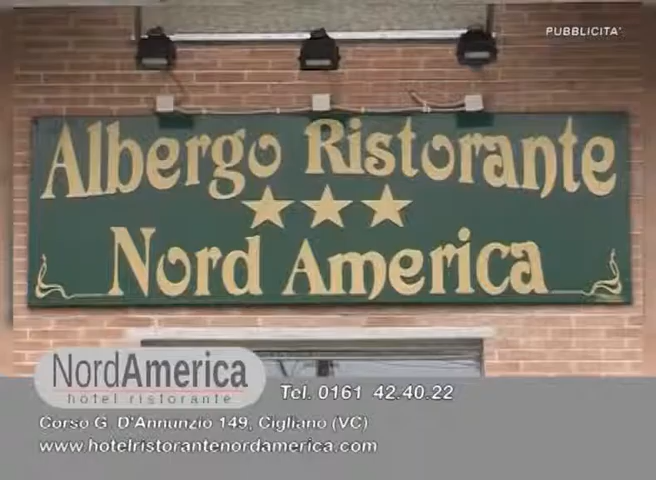 PUBBLICITA'
Albergo Ristorante
Nord America
NordAmerica
hotel ristorante
Tel. 0161 42.40.22
Corso G. D'Annunzio 149, Cigliano (VC)
www.hotelristorantenordamerica.com